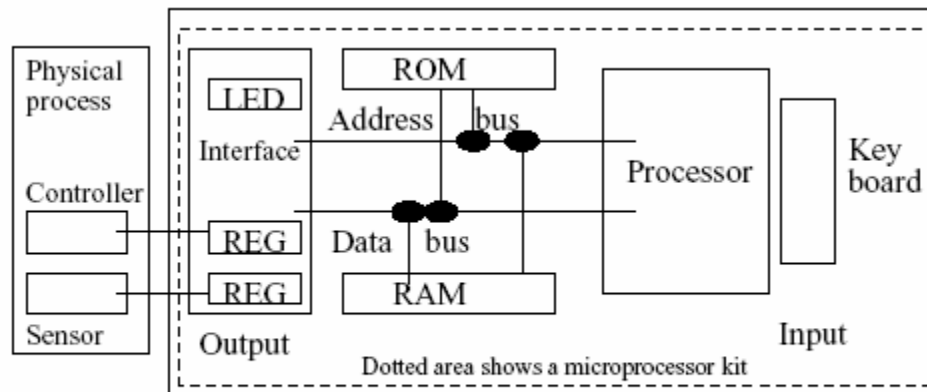 Physical
process
Controller
Sensor
LED
Interface
REG
REG
Output
ROM
Address bus
Data bus
RAM
Processor
Key
board
Input
Dotted area shows a microprocessor kit